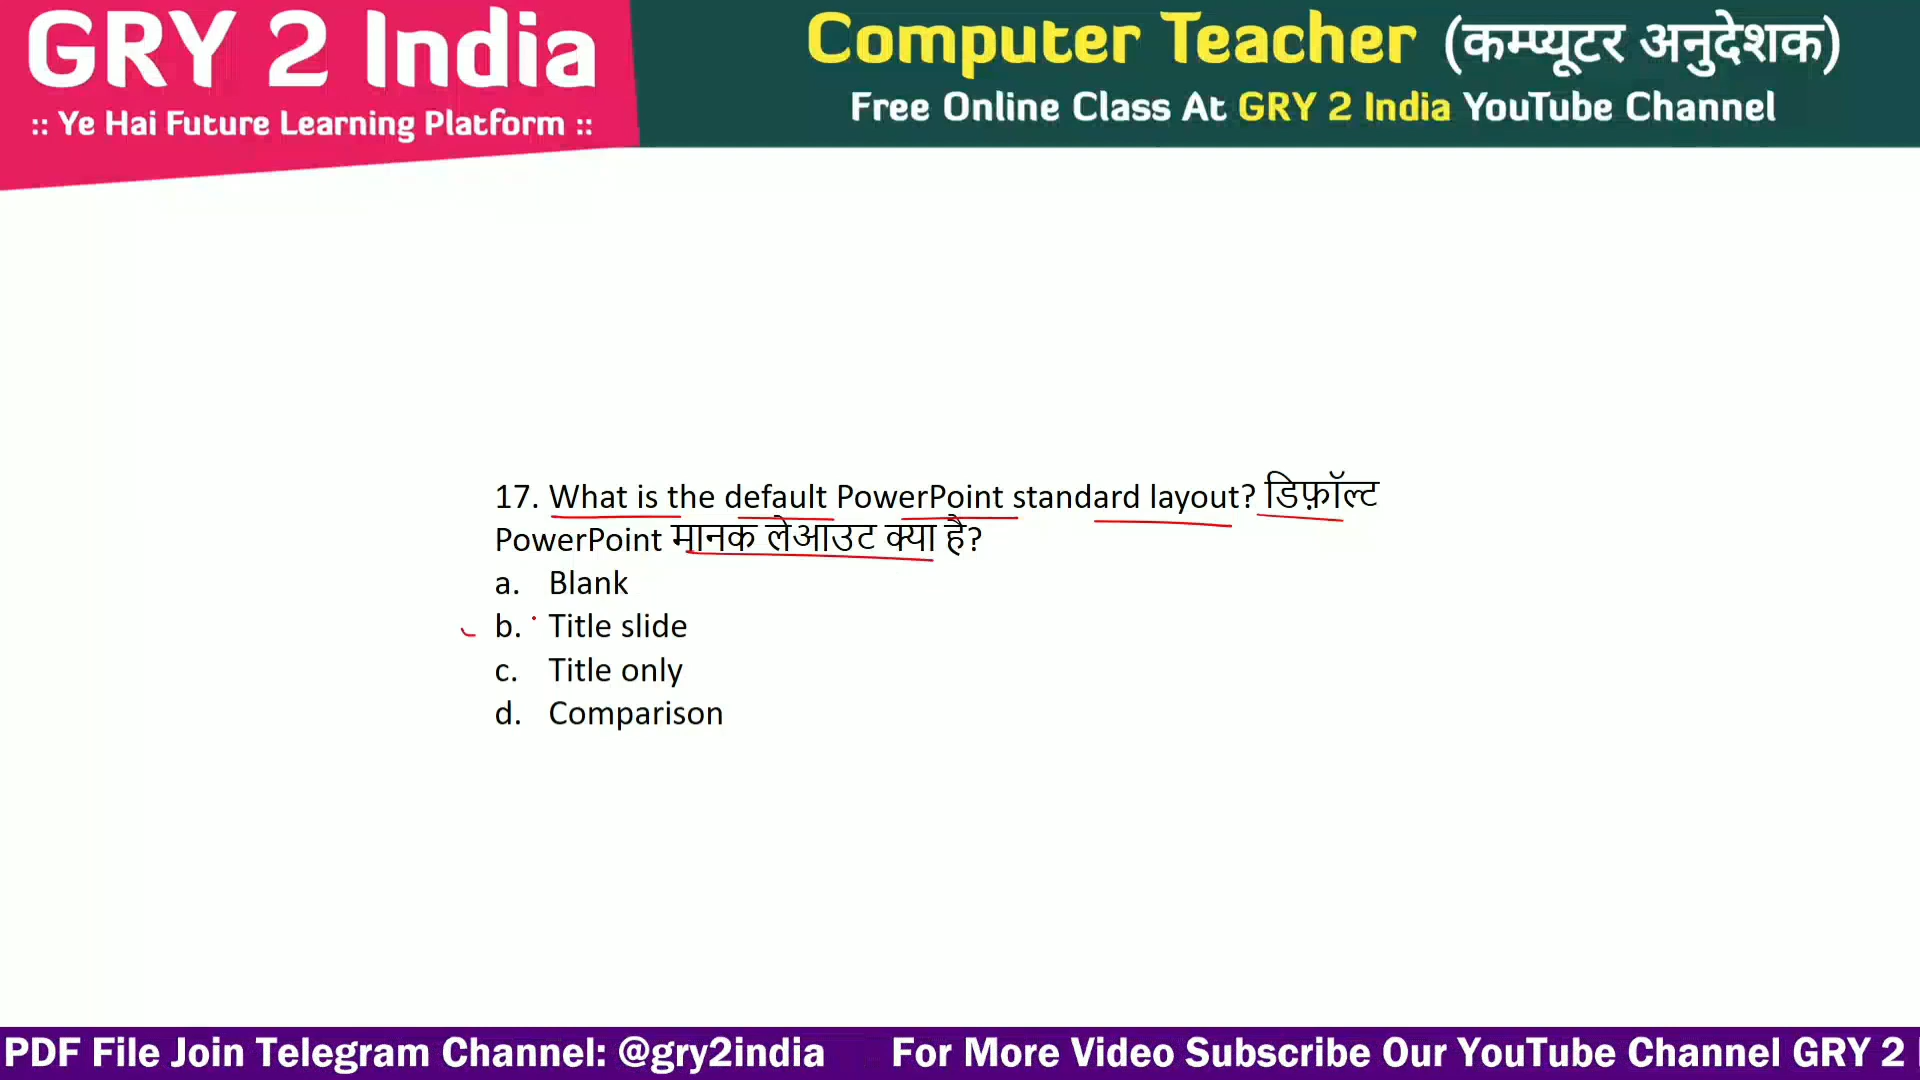 GRY 2 India
:: Ye Hai Future Learning Platform ::
Computer Teacher (कम्प्यूटर अनुदेशक)
Free Online Class At GRY 2 India YouTube Channel
17. What is the default PowerPoint standard layout? डिफ़ॉल्ट
PowerPoint मानक लेआउट क्या है?
a. Blank
b. Title slide
c. Title only
d. Comparison
PDF File Join Telegram Channel: @gry2india For More Video Subscribe Our YouTube Channel GRY 2